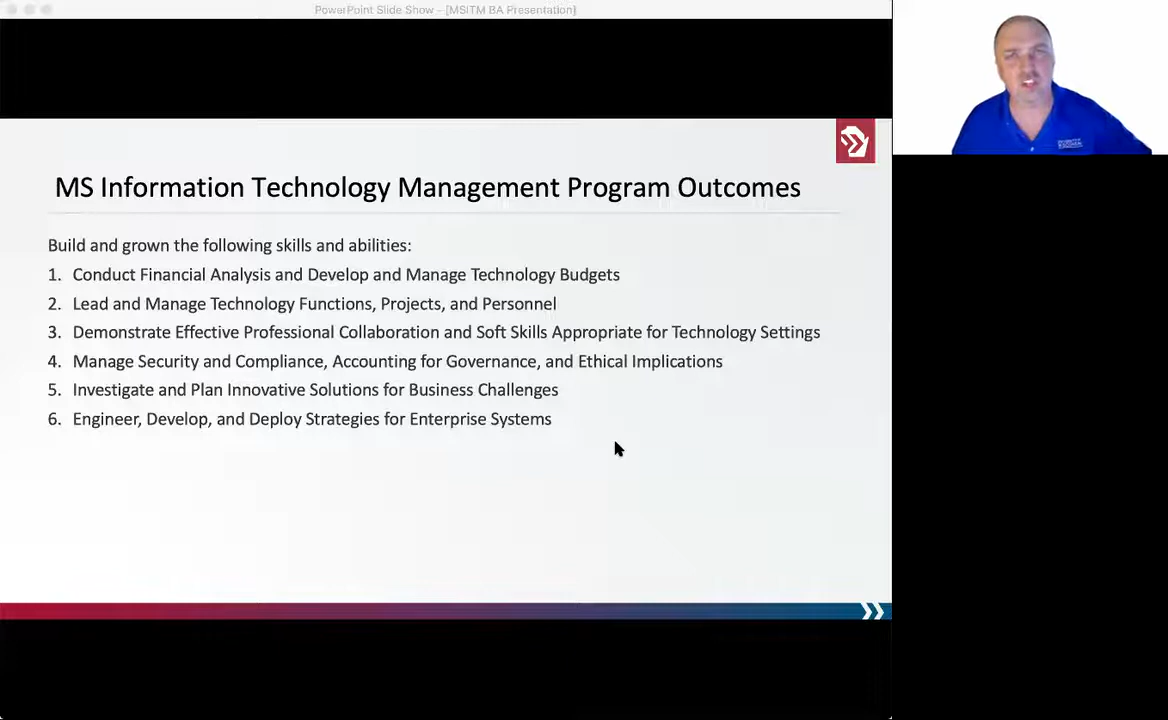 PowerPoint Slide Show - [MSITM BA Presentation]
MS Information Technology Management Program Outcomes
Build and grown the following skills and abilities:
1. Conduct Financial Analysis and Develop and Manage Technology Budgets
2. Lead and Manage Technology Functions, Projects, and Personnel
3. Demonstrate Effective Professional Collaboration and Soft Skills Appropriate for Technology Settings
4. Manage Security and Compliance, Accounting for Governance, and Ethical Implications
5. Investigate and Plan Innovative Solutions for Business Challenges
6. Engineer, Develop, and Deploy Strategies for Enterprise Systems